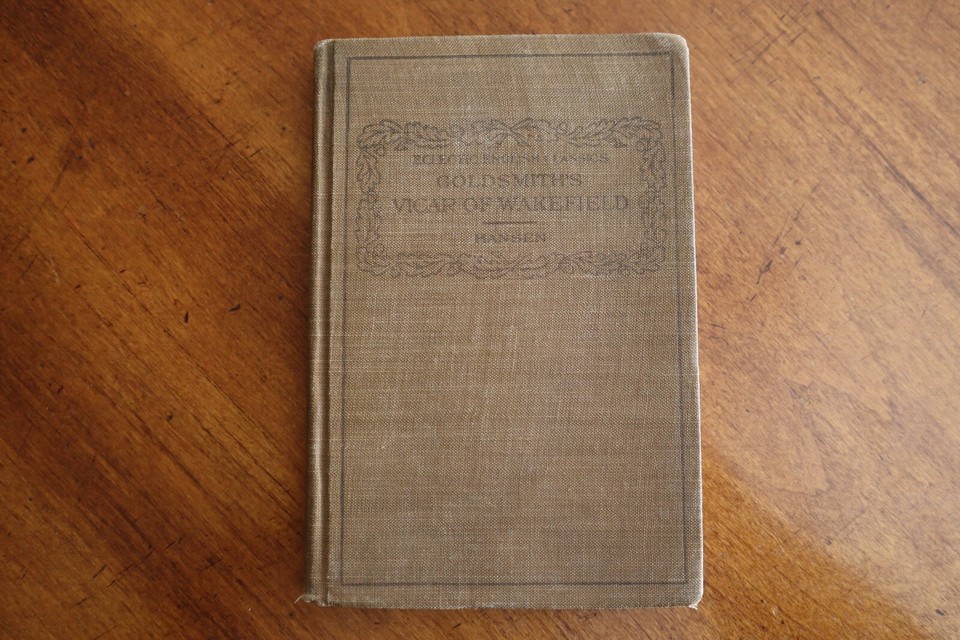 ECLECTIC ENGLISH CLASSICS
GOLDSMITH'S
VICAR OF WAKEFIELD
HANSEN